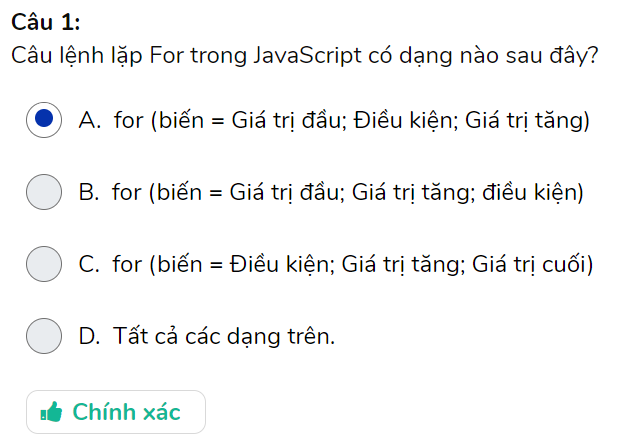 Câu 1:
Câu lệnh lặp For trong JavaScript có dạng nào sau đây?
A. for (biến = Giá trị đầu; Điều kiện; Giá trị tăng)
B. for (biến = Giá trị đầu; Giá trị tăng; điều kiện)
C. for (biến = Điều kiện; Giá trị tăng; Giá trị cuối)
D. Tất cả các dạng trên.
Chính xác